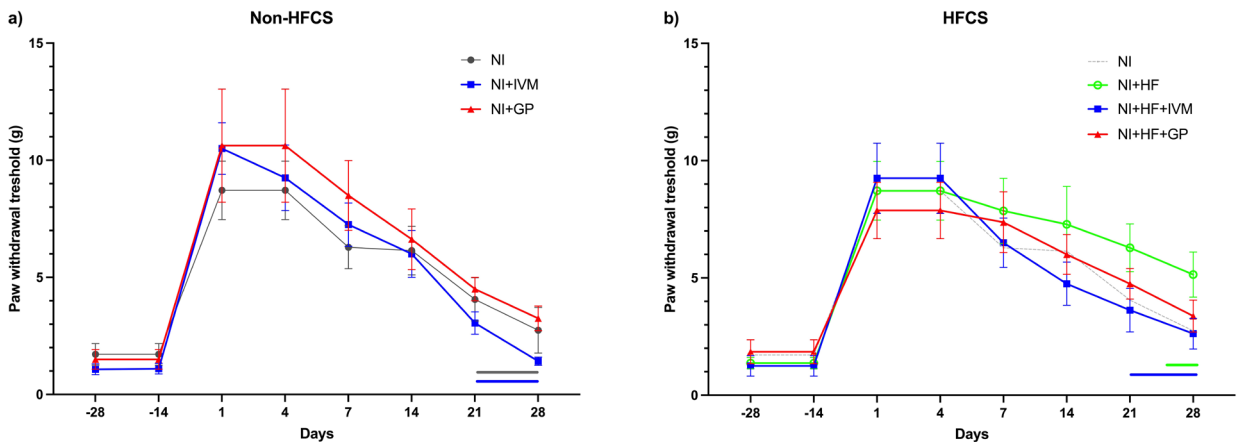 a)
Non-HFCS
15
10
5
0
Paw withdrawal treshold (g)
NI
NI+IVM
NI+GP
-28 -14 1 4 7 14 21 28
Days
b)
HFCS
15
10
5
0
Paw withdrawal treshold (g)
NI
NI+HF
NI+HF+IVM
NI+HF+GP
-28 -14 1 4 7 14 21 28
Days